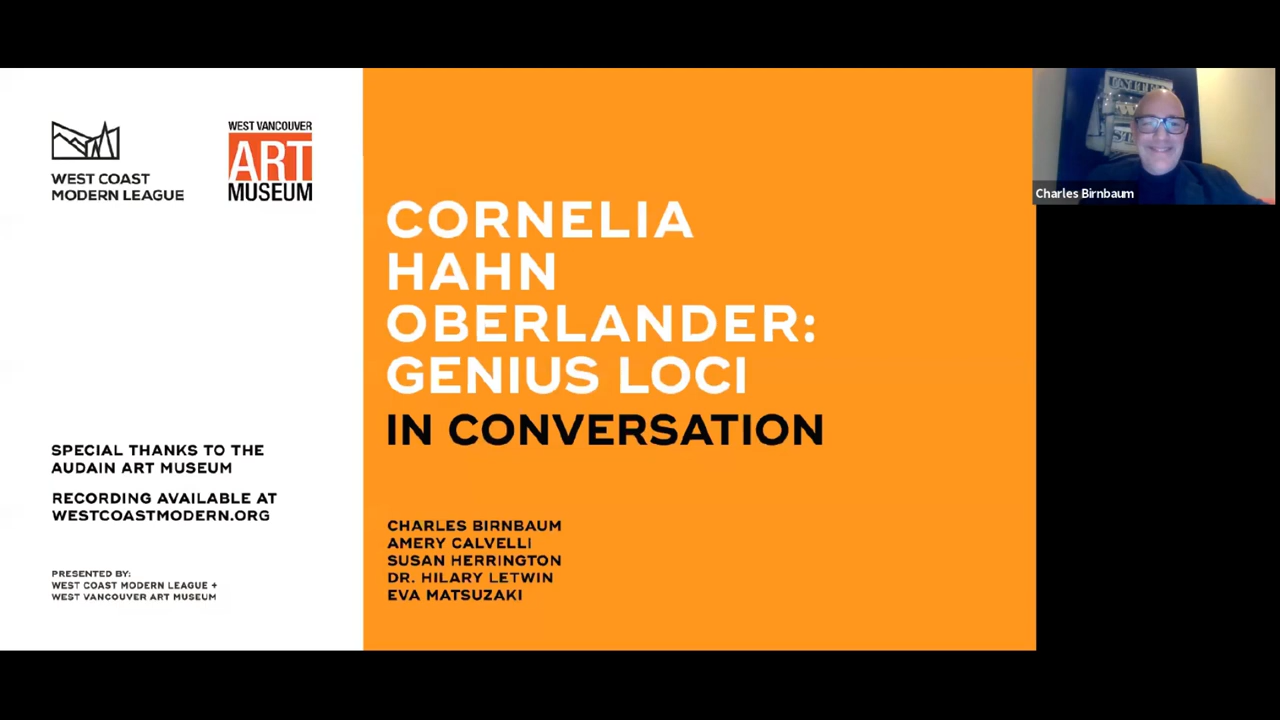 WEST COAST
MODERN LEAGUE
WEST VANCOUVER
ART
MUSEUM
CORNELIA
HAHN
OBERLANDER:
GENIUS LOCI
IN CONVERSATION
SPECIAL THANKS TO THE
AUDAIN ART MUSEUM
RECORDING AVAILABLE AT
WESTCOASTMODERN.ORG
PRESENTED BY:
WEST COAST MODERN LEAGUE +
WEST VANCOUVER ART MUSEUM
CHARLES BIRNBAUM
AMERY CALVELLI
SUSAN HERRINGTON
DR. HILARY LETWIN
EVA MATSUZAKI
UNITED
Charles Birnbaum